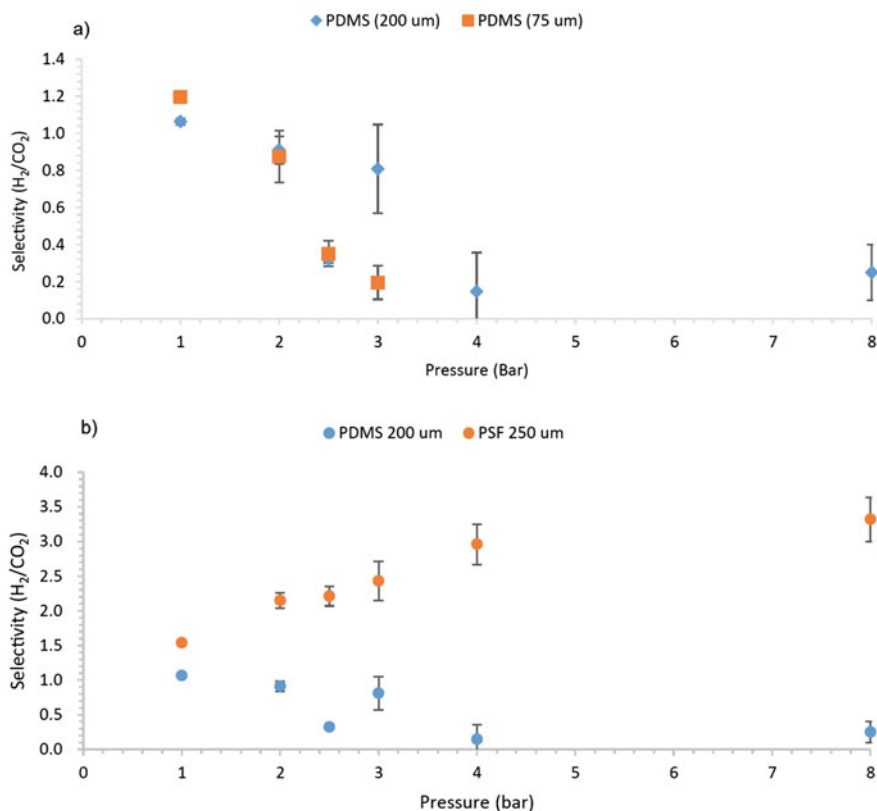 a)
PDMS (200 um) PDMS (75 um)
Selectivity (H₂/CO₂)
1.4
1.2
1.0
0.8
0.6
0.4
0.2
0.0
0 1 2 3 4 5 6 7 8
Pressure (Bar)
b)
PDMS 200 um PSF 250 um
Selectivity (H₂/CO₂)
4.0
3.5
3.0
2.5
2.0
1.5
1.0
0.5
0.0
0 1 2 3 4 5 6 7 8
Pressure (bar)